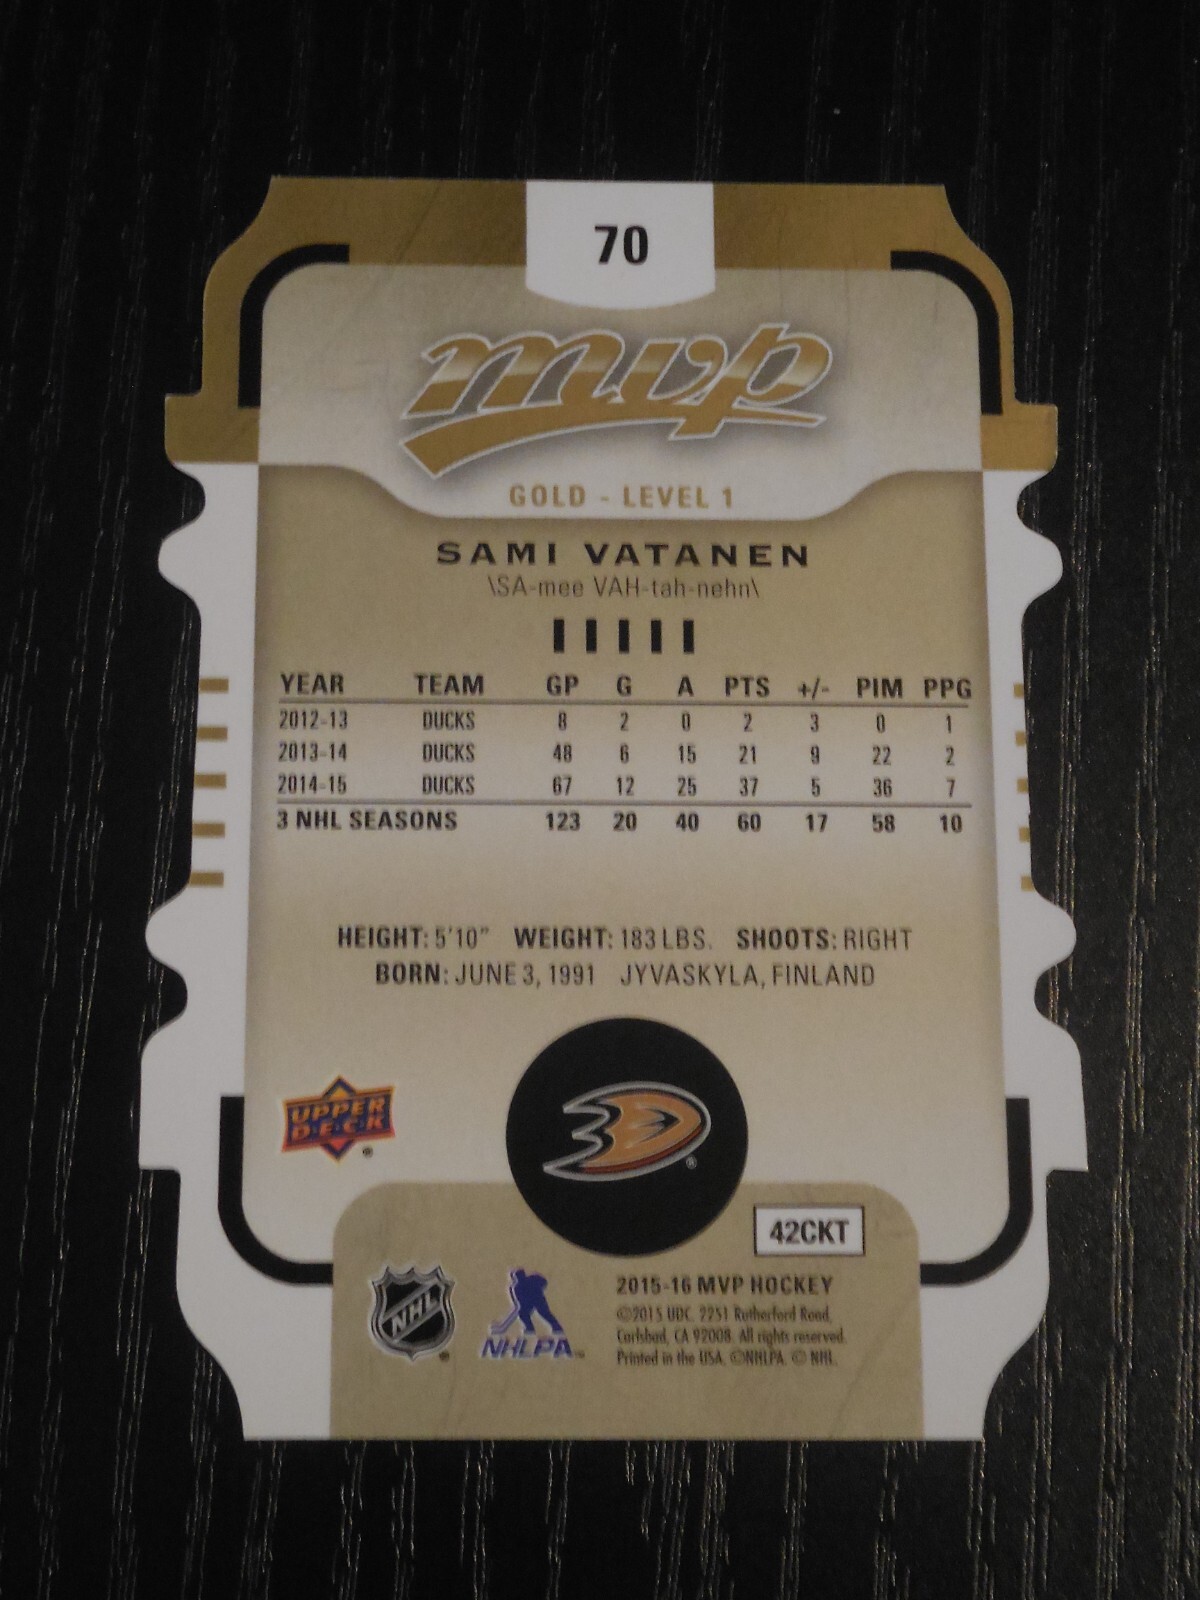 70
mvp
GOLD - LEVEL 1
SAMI VATANEN
\SA-mee VAH-tah-nehn\
YEAR TEAM GP G A PTS +/- PIM PPG
2012-13 DUCKS 8 2 0 2 3 0 1
2013-14 DUCKS 48 6 15 21 9 22 2
2014-15 DUCKS 67 12 25 37 5 36 7
3 NHL SEASONS 123 20 40 60 17 58 10
HEIGHT: 5'10" WEIGHT: 183 LBS. SHOOTS: RIGHT
BORN: JUNE 3, 1991 JYVASKYLA, FINLAND
UPPER
DECK®
®
42CKT
NHL®
NHLPA™
2015-16 MVP HOCKEY
©2015 UDC. 2251 Rutherford Road,
Carlsbad, CA 92008. All rights reserved.
Printed in the USA. ©NHLPA. © NHL.